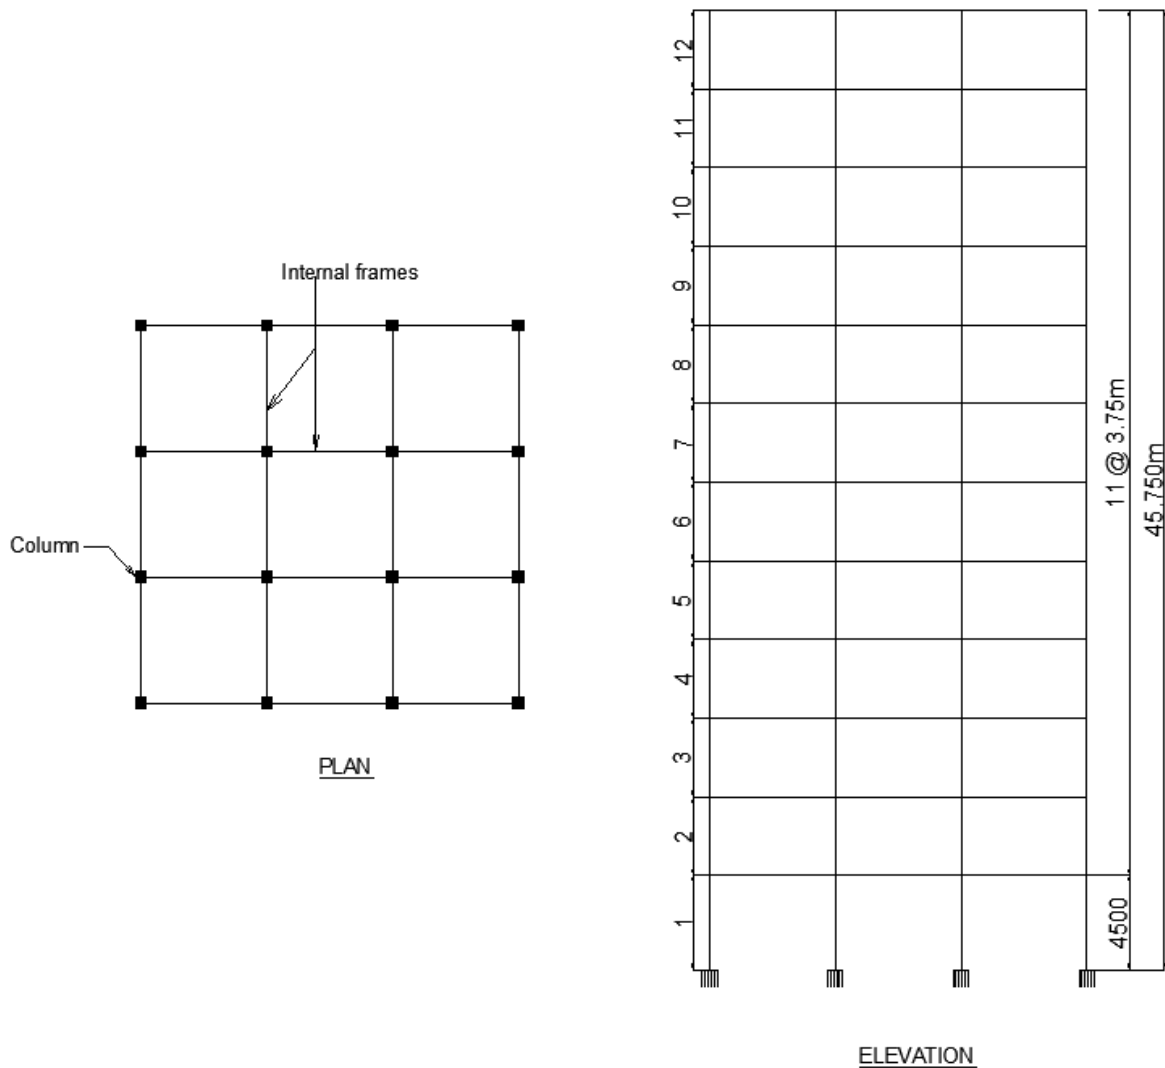 Internal frames
Column
PLAN
12
11
10
9
8
7
6
5
4
3
2
1
11 @ 3.75m
45.750m
4500
ELEVATION